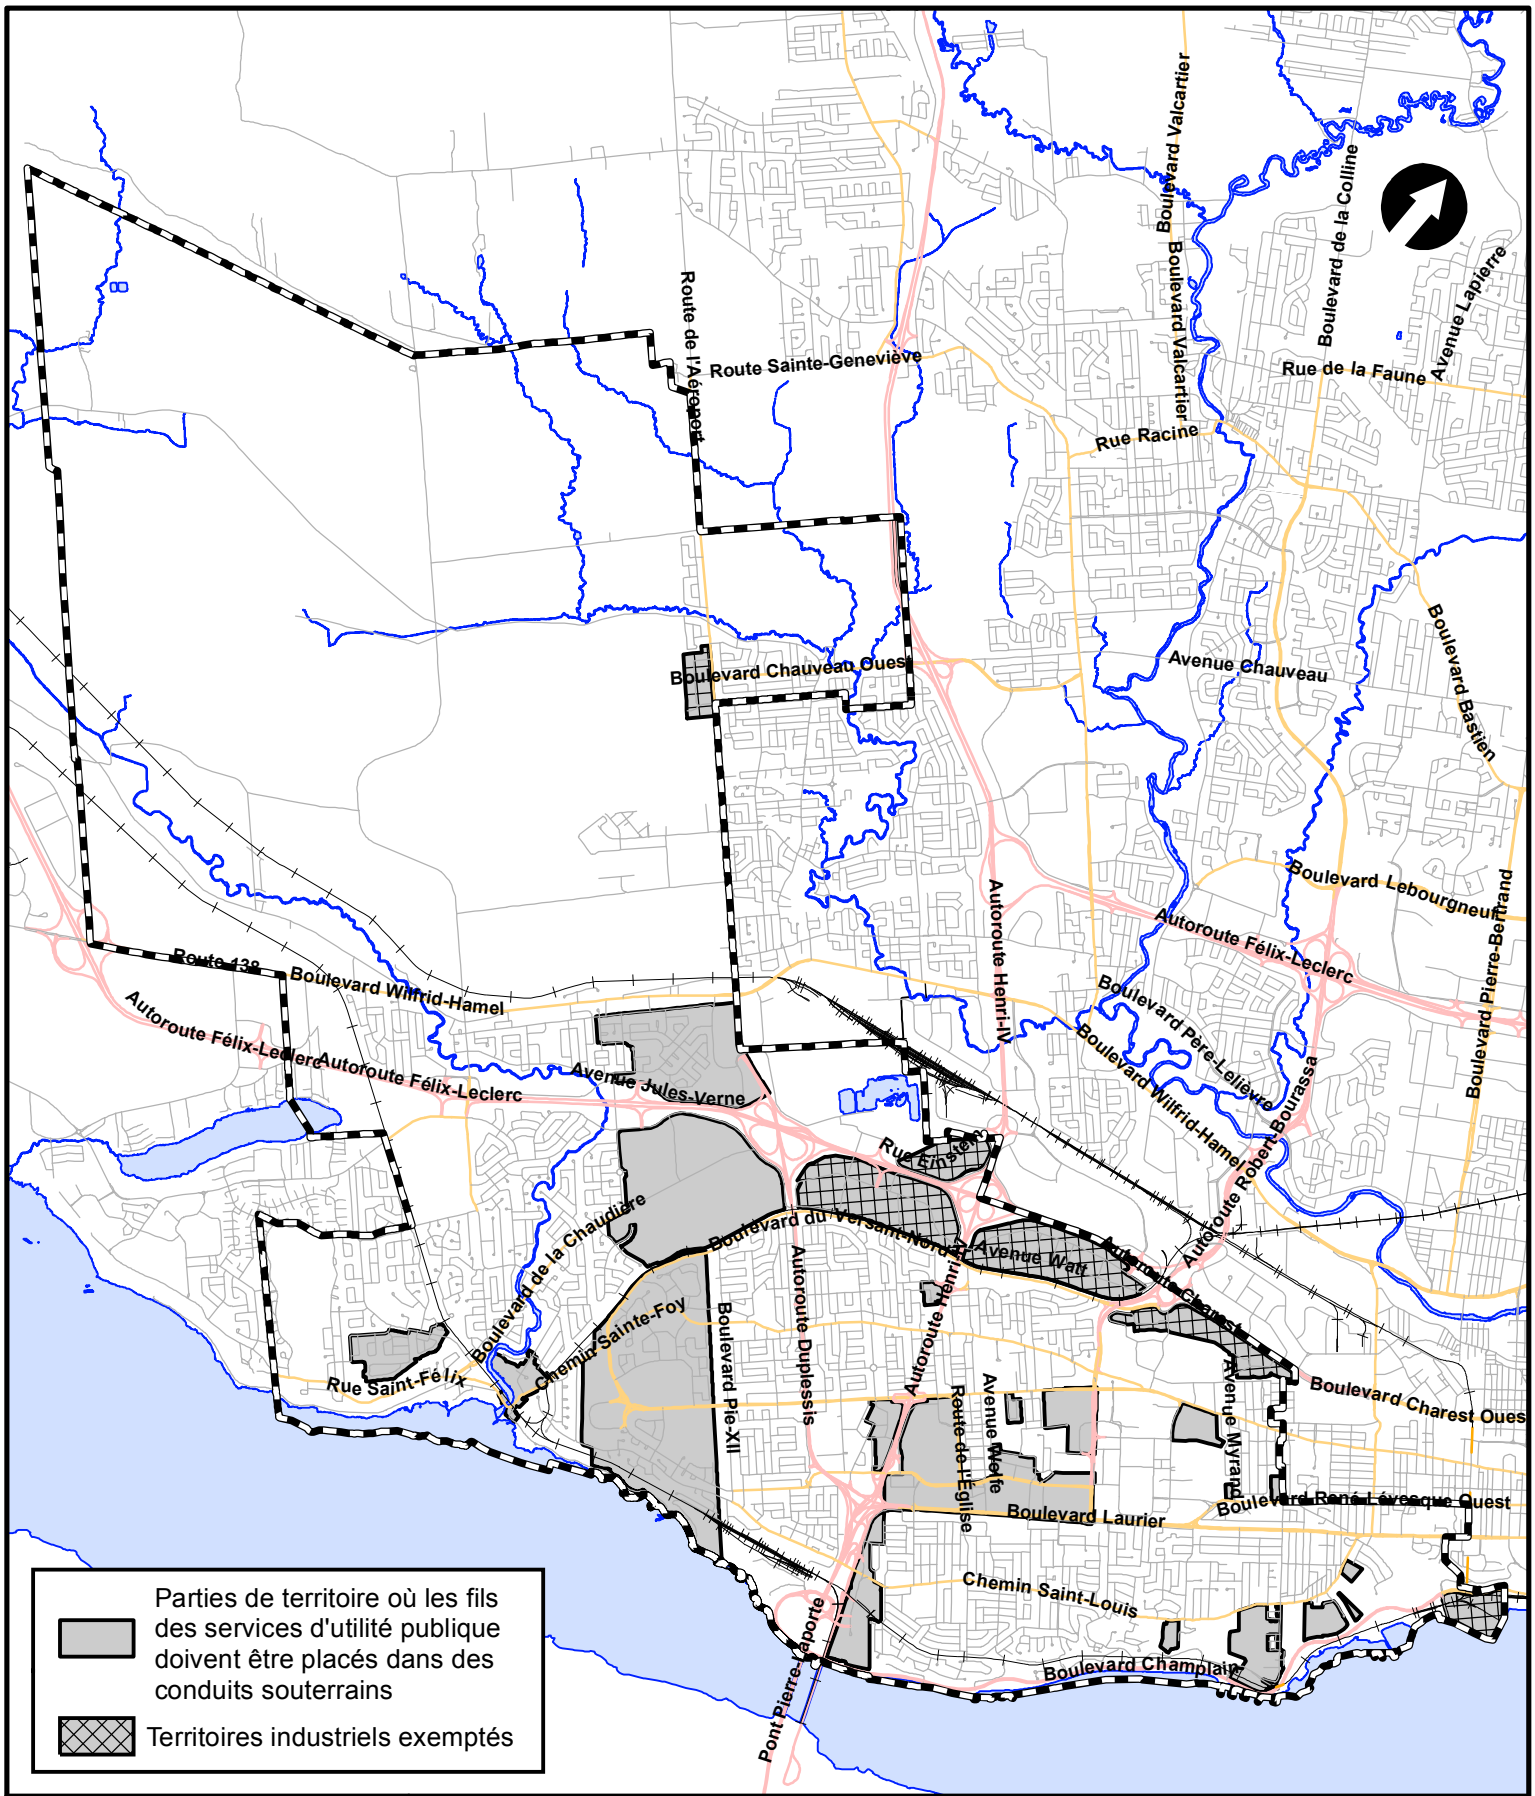 Boulevard Valcartier
Boulevard de la Colline
Avenue Lapierre
Boulevard Valcartier
Route de l'Aéroport
Route Sainte-Geneviève
Rue de la Faune
Rue Racine
Boulevard Bastien
Avenue Chauveau
Boulevard Chauveau Ouest
Boulevard Lebourgneuf
Boulevard Pierre-Bertrand
Autoroute Félix-Leclerc
Autoroute Henri-IV
Route 138
Boulevard Wilfrid-Hamel
Boulevard Père-Lelièvre
Boulevard Wilfrid-Hamel
Autoroute Robert-Bourassa
Autoroute Félix-Leclerc
Autoroute Félix-Leclerc
Avenue Jules-Verne
Rue Einstein
Boulevard de la Chaudière
Boulevard du Versant-Nord
Avenue Watt
Autoroute Charest
Autoroute Duplessis
Autoroute Henri-IV
Chemin Sainte-Foy
Boulevard Pie-XII
Rue Saint-Félix
Route de l'Église
Avenue Wolfe
Avenue Myrand
Boulevard Charest Ouest
Boulevard René-Lévesque Ouest
Boulevard Laurier
Chemin Saint-Louis
Boulevard Champlain
Pont Pierre-Laporte
Parties de territoire où les fils
des services d'utilité publique
doivent être placés dans des
conduits souterrains
Territoires industriels exemptés